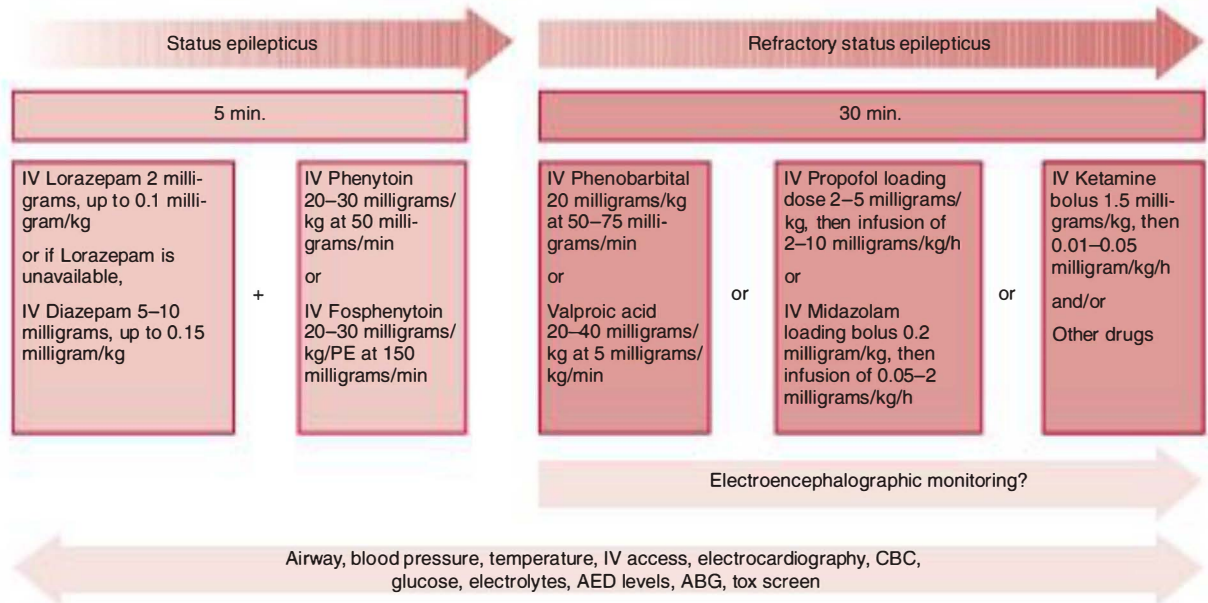 Status epilepticus
Refractory status epilepticus
5 min.
30 min.
IV Lorazepam 2 milli-
grams, up to 0.1 milli-
gram/kg
or if Lorazepam is
unavailable,
IV Diazepam 5–10
milligrams, up to 0.15
milligram/kg
+
IV Phenytoin
20–30 milligrams/
kg at 50 milli-
grams/min
or
IV Fosphenytoin
20–30 milligrams/
kg/PE at 150
milligrams/min
IV Phenobarbital
20 milligrams/kg
at 50–75 milli-
grams/min
or
Valproic acid
20–40 milligrams/
kg at 5 milligrams/
kg/min
or
IV Propofol loading
dose 2–5 milligrams/
kg, then infusion of
2–10 milligrams/kg/h
or
IV Midazolam
loading bolus 0.2
milligram/kg, then
infusion of 0.05–2
milligrams/kg/h
or
IV Ketamine
bolus 1.5 milli-
grams/kg, then
0.01–0.05
milligram/kg/h
and/or
Other drugs
Electroencephalographic monitoring?
Airway, blood pressure, temperature, IV access, electrocardiography, CBC,
glucose, electrolytes, AED levels, ABG, tox screen